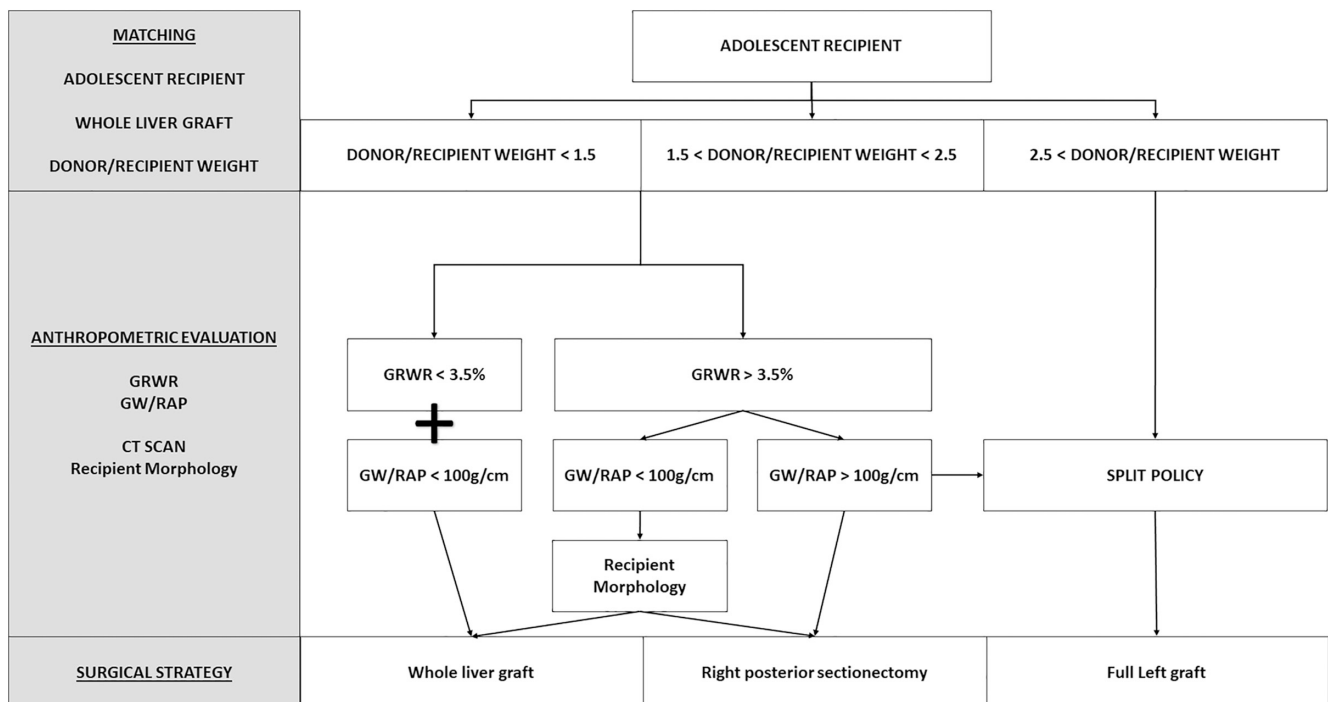 MATCHING
ADOLESCENT RECIPIENT
WHOLE LIVER GRAFT
DONOR/RECIPIENT WEIGHT
ADOLESCENT RECIPIENT
DONOR/RECIPIENT WEIGHT < 1.5
1.5 < DONOR/RECIPIENT WEIGHT < 2.5
2.5 < DONOR/RECIPIENT WEIGHT
ANTHROPOMETRIC EVALUATION
GRWR
GW/RAP
CT SCAN
Recipient Morphology
GRWR < 3.5%
GRWR > 3.5%
+
GW/RAP < 100g/cm
GW/RAP < 100g/cm
GW/RAP > 100g/cm
SPLIT POLICY
Recipient
Morphology
SURGICAL STRATEGY
Whole liver graft
Right posterior sectionectomy
Full Left graft